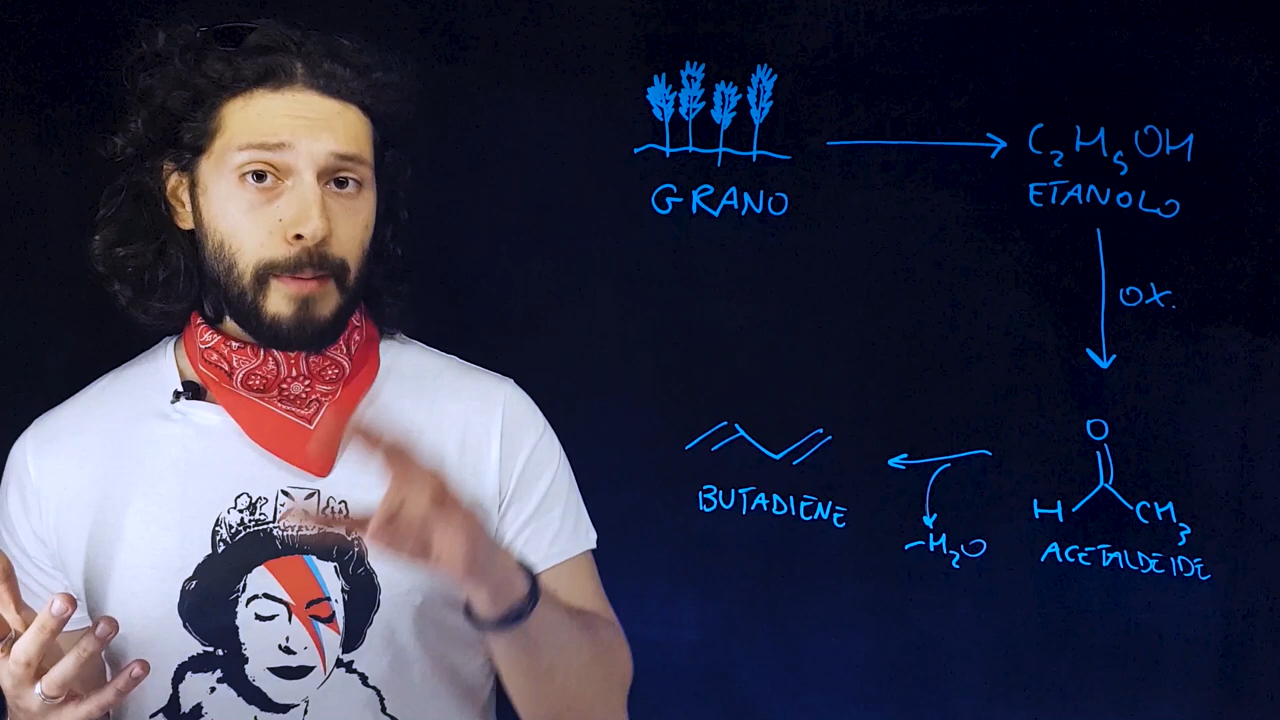 GRANO
C₂H₅OH
ETANOLO
OX.
O
H
CH₃
ACETALDEIDE
-H₂O
BUTADIENE